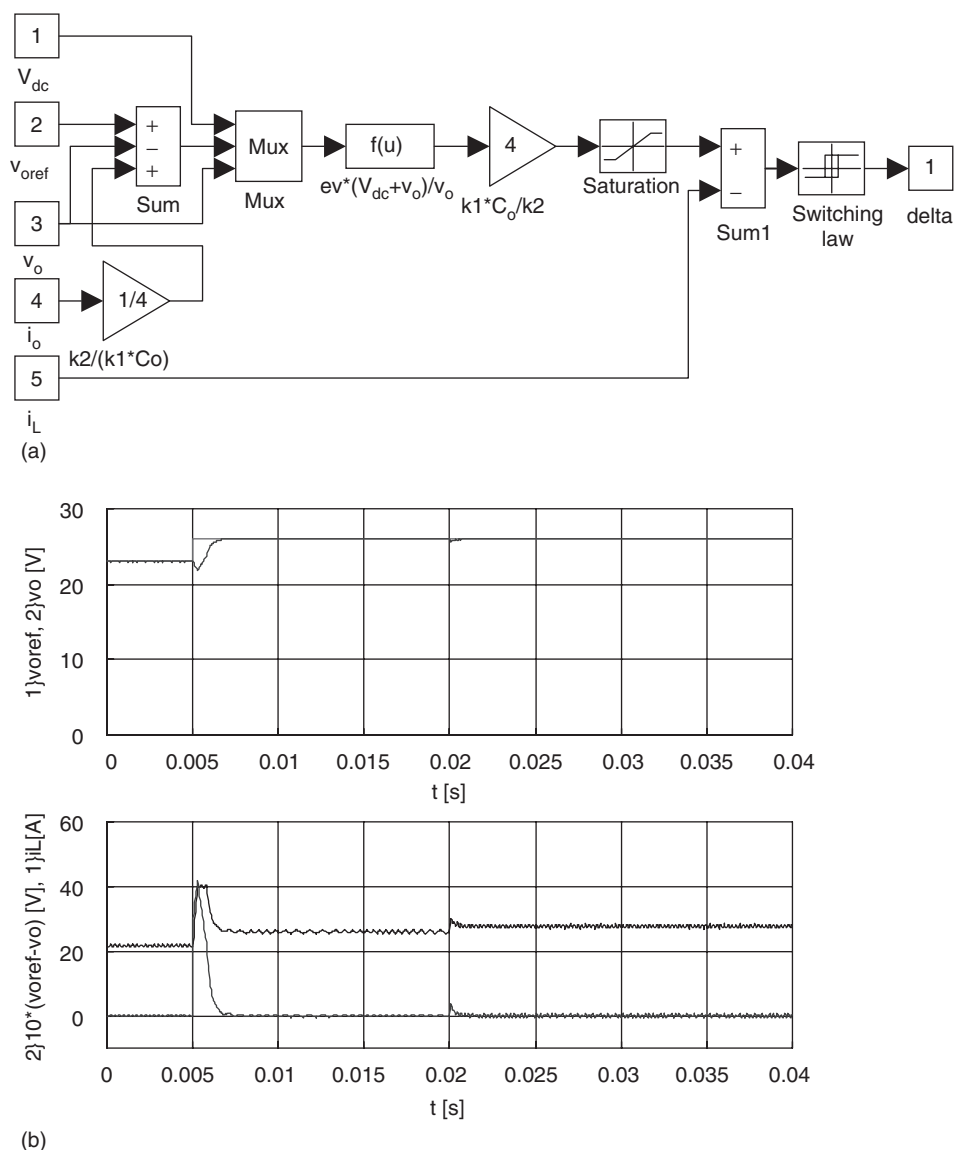 1
V_dc
2
v_oref
3
v_o
4
i_o
5
i_L
+
−
+
Sum
1/4
k2/(k1*Co)
Mux
Mux
f(u)
ev*(V_dc+v_o)/v_o
4
k1*C_o/k2
Saturation
+
−
Sum1
Switching
law
1
delta
(a)
1}voref, 2}vo [V]
30
20
10
0
0 0.005 0.01 0.015 0.02 0.025 0.03 0.035 0.04
t [s]
2}10*(voref-vo) [V], 1}iL[A]
60
40
20
0
0 0.005 0.01 0.015 0.02 0.025 0.03 0.035 0.04
t [s]
(b)